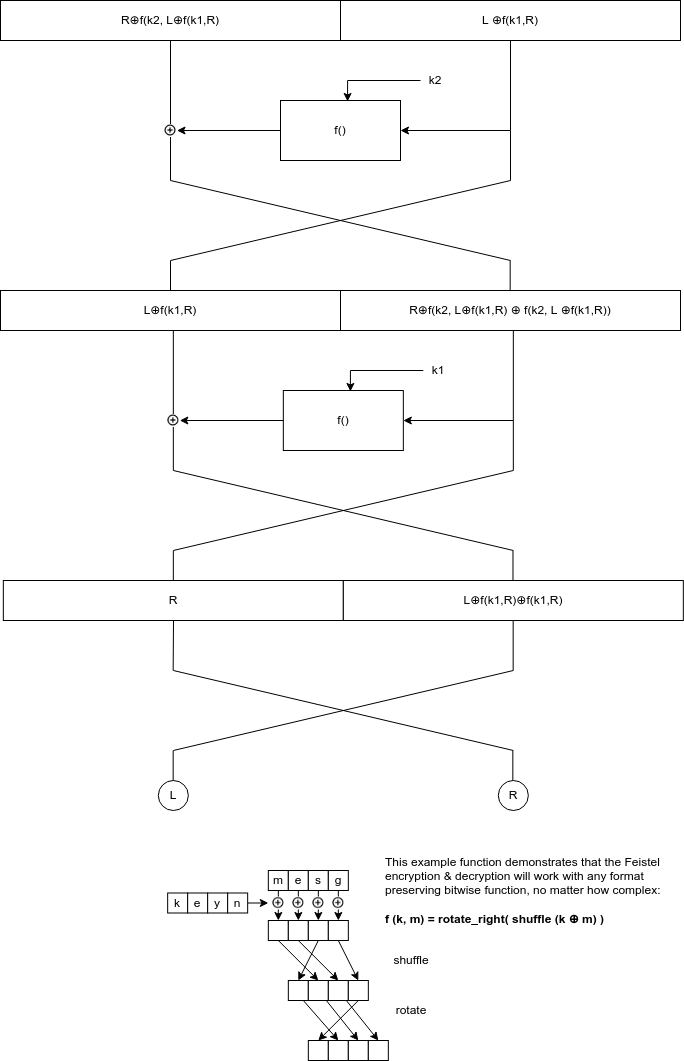 R⊕f(k2, L⊕f(k1,R)
L ⊕f(k1,R)
k2
f()
L⊕f(k1,R)
R⊕f(k2, L⊕f(k1,R) ⊕ f(k2, L ⊕f(k1,R))
k1
f()
R
L⊕f(k1,R)⊕f(k1,R)
L
R
This example function demonstrates that the Feistel
encryption & decryption will work with any format
preserving bitwise function, no matter how complex:
f (k, m) = rotate_right( shuffle (k ⊕ m) )
m e s g
k e y n
shuffle
rotate